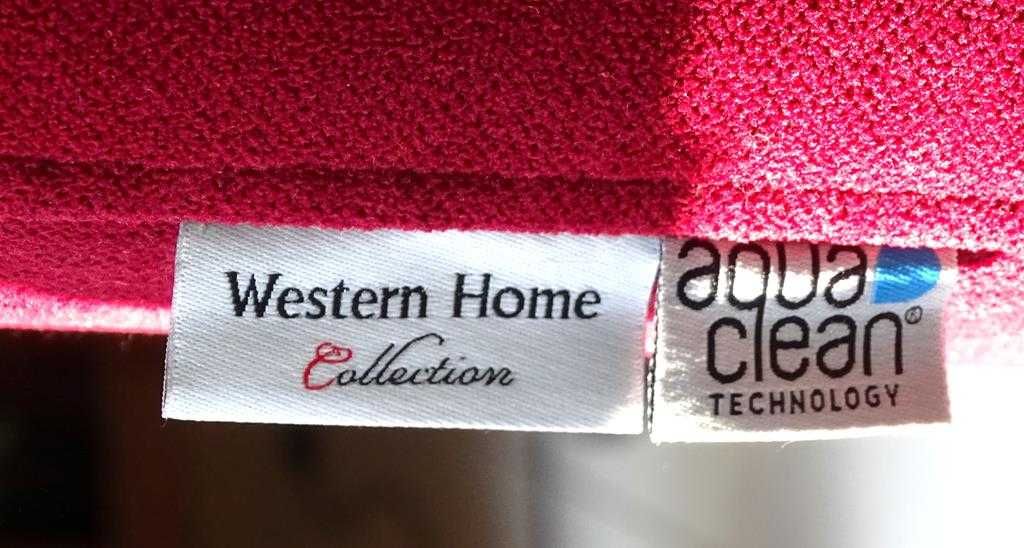 Western Home
Collection
aqua
clean®
TECHNOLOGY